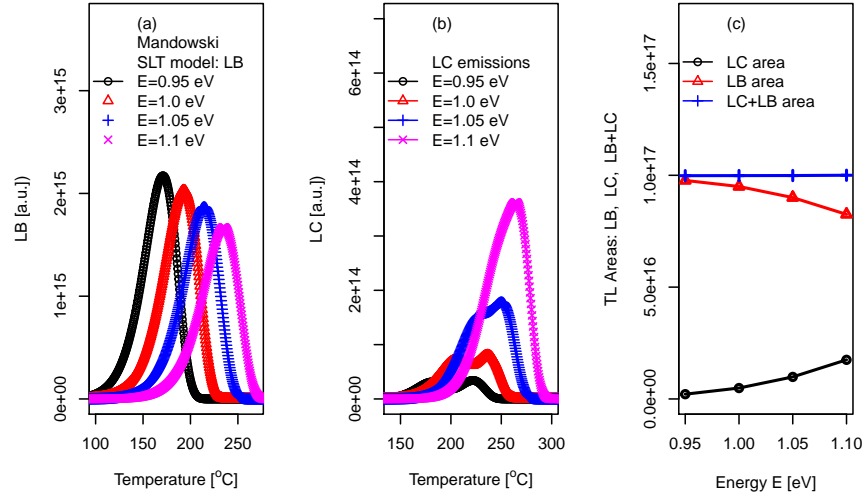 (a)
Mandowski
SLT model: LB
E=0.95 eV
E=1.0 eV
E=1.05 eV
E=1.1 eV
LB [a.u.]
0e+00
1e+15
2e+15
3e+15
100
150
200
250
Temperature [°C]
(b)
LC emissions
E=0.95 eV
E=1.0 eV
E=1.05 eV
E=1.1 eV
LC [a.u.]
0e+00
2e+14
4e+14
6e+14
150
200
250
300
Temperature [°C]
(c)
LC area
LB area
LC+LB area
TL Areas: LB, LC, LB+LC
0.0e+00
5.0e+16
1.0e+17
1.5e+17
0.95
1.00
1.05
1.10
Energy E [eV]